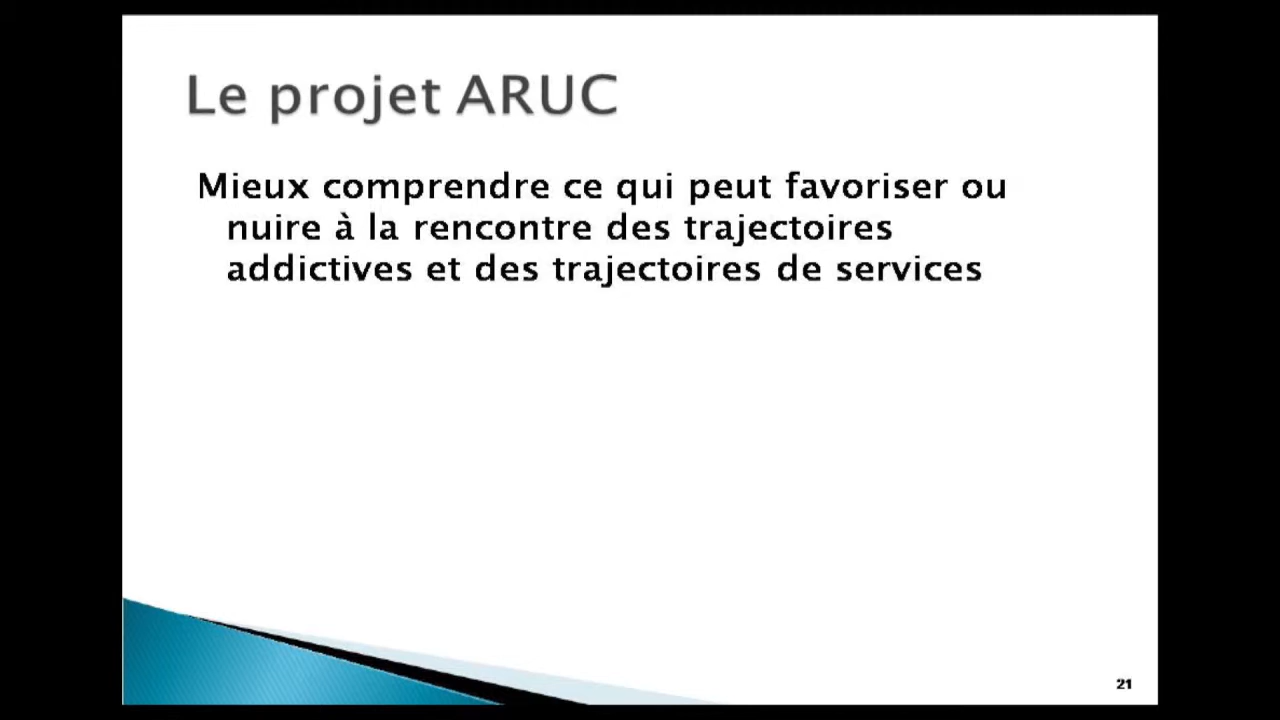 Le projet ARUC
Mieux comprendre ce qui peut favoriser ou
nuire à la rencontre des trajectoires
addictives et des trajectoires de services
21